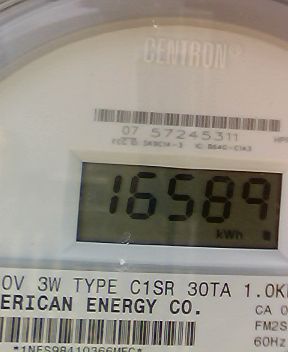 CENTRON®
07 57245311
16589
kWh
0V 3W TYPE C1SR 30TA 1.0K
ERICAN ENERGY CO.
CA 0
FM2S
60Hz